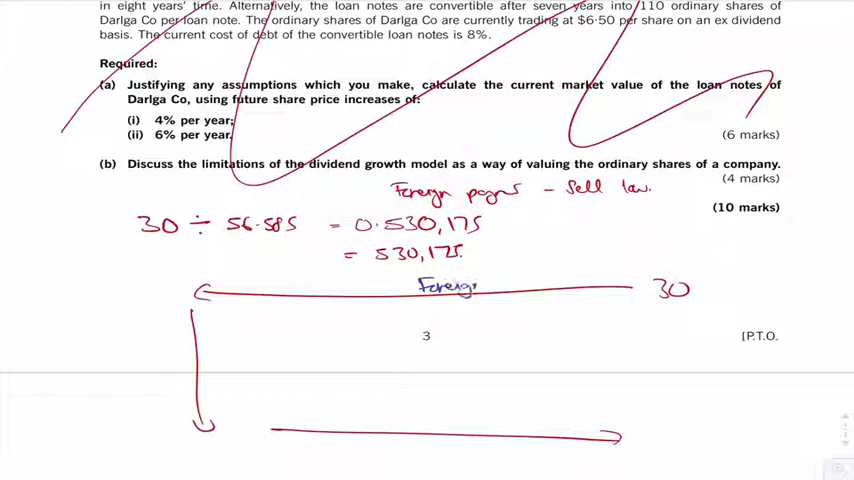 in eight years' time. Alternatively, the loan notes are convertible after seven years into 110 ordinary shares of
Darlga Co per loan note. The ordinary shares of Darlga Co are currently trading at $6·50 per share on an ex dividend
basis. The current cost of debt of the convertible loan notes is 8%.
Required:
(a) Justifying any assumptions which you make, calculate the current market value of the loan notes of
Darlga Co, using future share price increases of:
(i) 4% per year;
(ii) 6% per year.
(6 marks)
(b) Discuss the limitations of the dividend growth model as a way of valuing the ordinary shares of a company.
(4 marks)
Foreign - Sell low.
(10 marks)
30 ÷ 56.585 = 0.530,175
= 530,175.
Foreig
30
3
[P.T.O.